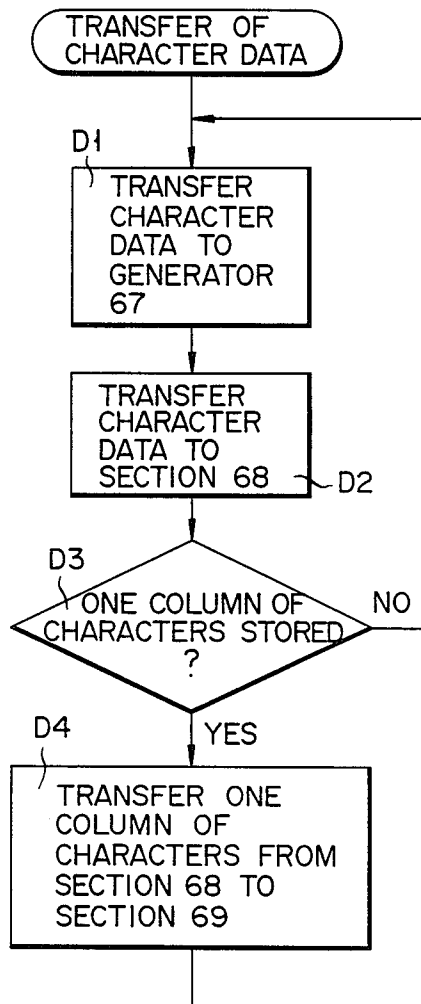 TRANSFER OF
CHARACTER DATA
D1
TRANSFER
CHARACTER
DATA TO
GENERATOR
67
TRANSFER
CHARACTER
DATA TO
SECTION 68
D2
D3
ONE COLUMN OF
CHARACTERS STORED
?
NO
YES
D4
TRANSFER ONE
COLUMN OF
CHARACTERS FROM
SECTION 68 TO
SECTION 69